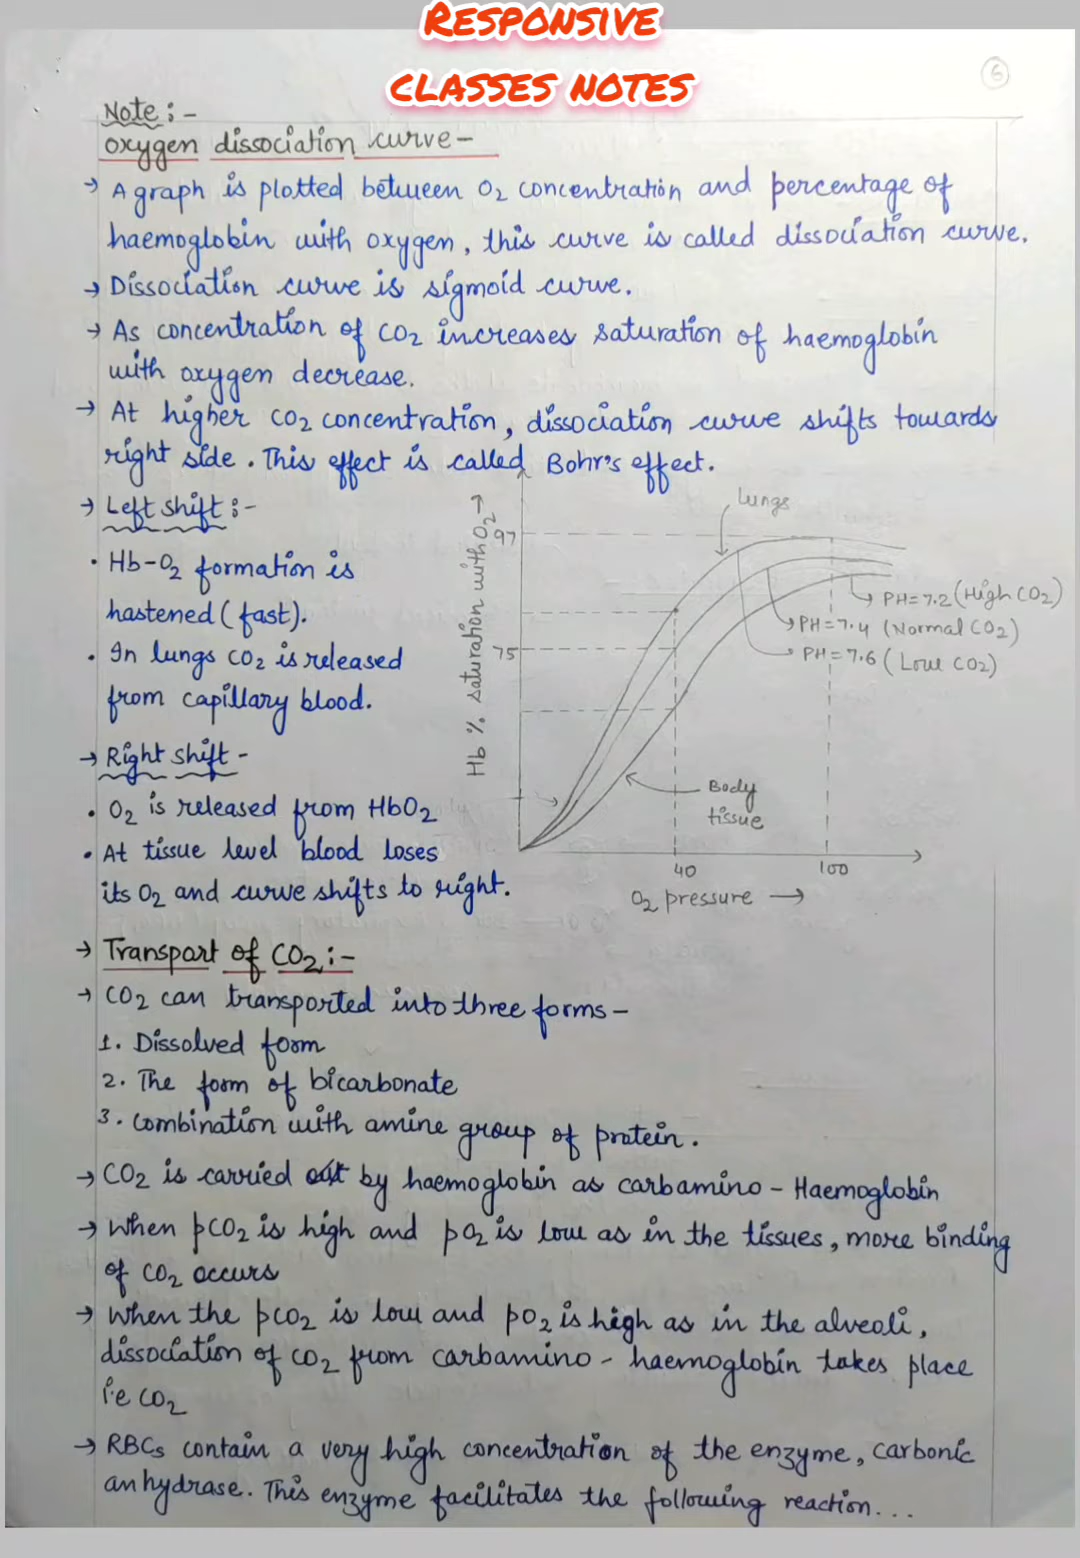 RESPONSIVE
CLASSES NOTES
6
Note :-
Oxygen dissociation curve-
→ A graph is plotted between O₂ concentration and percentage of
haemoglobin with oxygen, this curve is called dissociation curve.
→ Dissociation curve is sigmoid curve.
→ As concentration of CO₂ increases saturation of haemoglobin
with oxygen decrease.
→ At higher CO₂ concentration, dissociation curve shifts towards
right side. This effect is called Bohr's effect.
→ Left shift :-
• Hb-O₂ formation is
hastened (fast).
• In lungs CO₂ is released
from capillary blood.
→ Right shift -
• O₂ is released from HbO₂
• At tissue level blood loses
its O₂ and curve shifts to right.
Hb % saturation with O₂ →
97
75
Lungs
PH=7.2 (High CO₂)
PH=7.4 (Normal CO₂)
PH=7.6 (Low CO₂)
Body
tissue
40
100
O₂ pressure →
→ Transport of CO₂ :-
→ CO₂ can transported into three forms -
1. Dissolved form
2. The form of bicarbonate
3. Combination with amine group of protein.
→ CO₂ is carried by haemoglobin as carbamino - Haemoglobin
→ When pCO₂ is high and pO₂ is low as in the tissues, more binding
of CO₂ occurs
→ When the pCO₂ is low and pO₂ is high as in the alveoli,
dissociation of CO₂ from carbamino - haemoglobin takes place
i.e CO₂
→ RBCs contain a very high concentration of the enzyme, carbonic
anhydrase. This enzyme facilitates the following reaction...